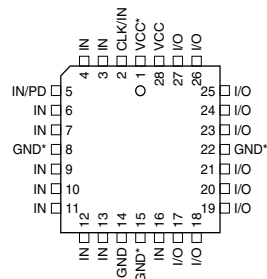 IN
IN
CLK/IN
VCC*
VCC
I/O
I/O
4
3
2
1
28
27
26
IN/PD 5
IN 6
IN 7
GND* 8
IN 9
IN 10
IN 11
25 I/O
24 I/O
23 I/O
22 GND*
21 I/O
20 I/O
19 I/O
12
13
14
15
16
17
18
IN
IN
GND
GND*
IN
I/O
I/O